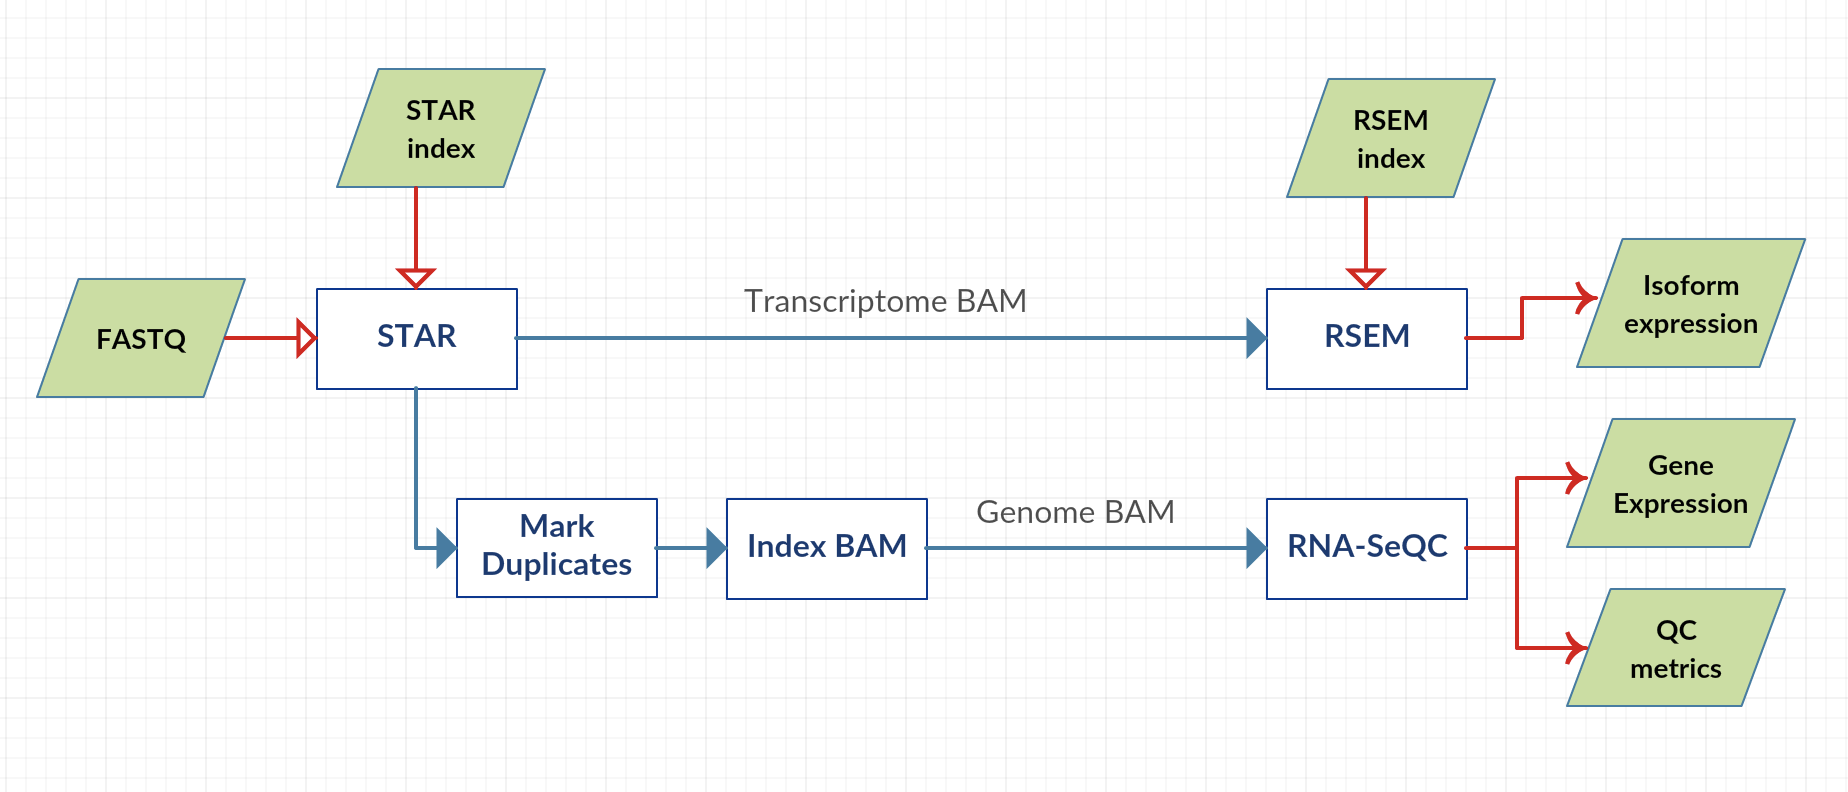 STAR
index
RSEM
index
Isoform
expression
Transcriptome BAM
FASTQ
STAR
RSEM
Gene
Expression
Genome BAM
Mark
Duplicates
Index BAM
RNA-SeQC
QC
metrics